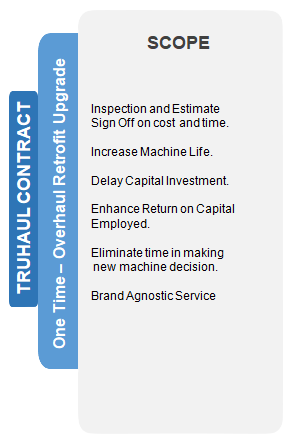 TRUHAUL CONTRACT
One Time – Overhaul Retrofit Upgrade
SCOPE
Inspection and Estimate
Sign Off on cost and time.
Increase Machine Life.
Delay Capital Investment.
Enhance Return on Capital
Employed.
Eliminate time in making
new machine decision.
Brand Agnostic Service